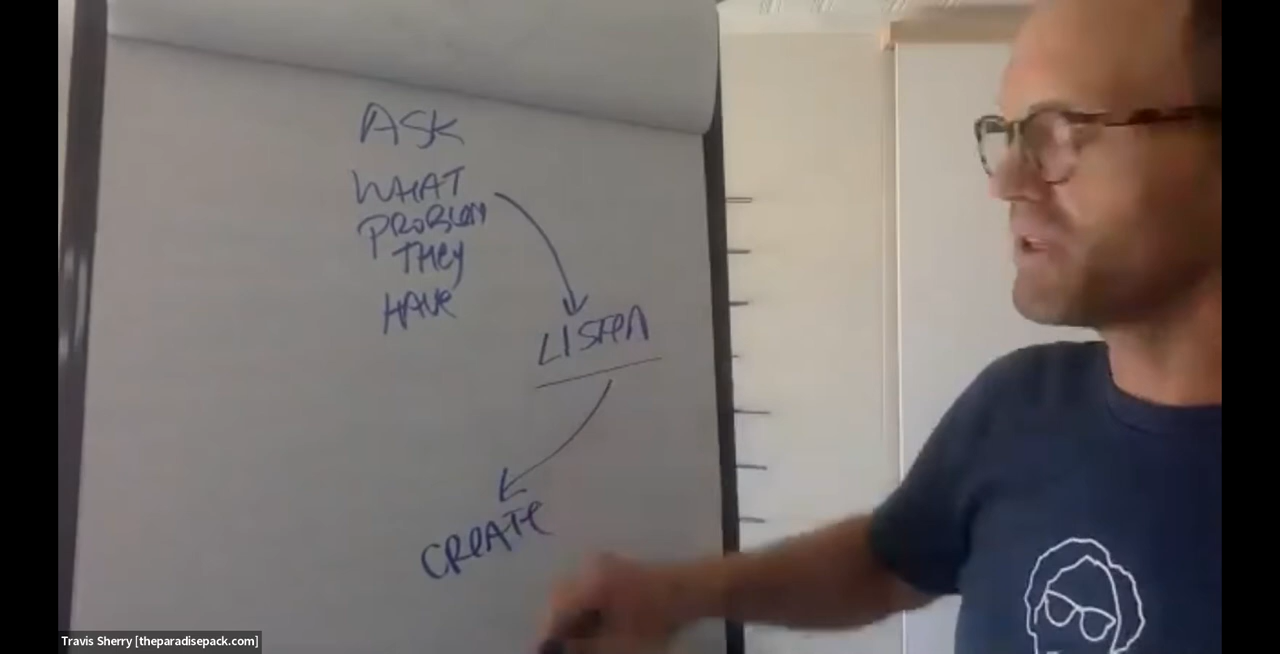 ASK
WHAT
PROBLEM
THEY
HAVE
LISTEN
CREATE
Travis Sherry [theparadisepack.com]